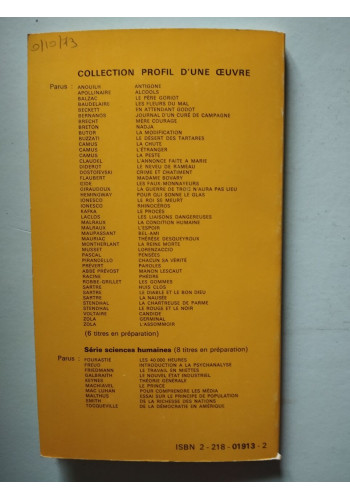 0/10/73
COLLECTION PROFIL D'UNE ŒUVRE
Parus : ANOUILH ANTIGONE
APOLLINAIRE ALCOOLS
BALZAC LE PÈRE GORIOT
BAUDELAIRE LES FLEURS DU MAL
BECKETT EN ATTENDANT GODOT
BERNANOS JOURNAL D'UN CURÉ DE CAMPAGNE
BRECHT MÈRE COURAGE
BRETON NADJA
BUTOR LA MODIFICATION
BUZZATI LE DÉSERT DES TARTARES
CAMUS LA CHUTE
CAMUS L'ÉTRANGER
CAMUS LA PESTE
CLAUDEL L'ANNONCE FAITE A MARIE
DIDEROT LE NEVEU DE RAMEAU
DOSTOIEVSKI CRIME ET CHATIMENT
FLAUBERT MADAME BOVARY
GIDE LES FAUX-MONNAYEURS
GIRAUDOUX LA GUERRE DE TROIE N'AURA PAS LIEU
HEMINGWAY POUR QUI SONNE LE GLAS
IONESCO LE ROI SE MEURT
IONESCO RHINOCÉROS
KAFKA LE PROCÈS
LACLOS LES LIAISONS DANGEREUSES
MALRAUX LA CONDITION HUMAINE
MALRAUX L'ESPOIR
MAUPASSANT BEL-AMI
MAURIAC THÉRÈSE DESQUEYROUX
MONTHERLANT LA REINE MORTE
MUSSET LORENZACCIO
PASCAL PENSÉES
PIRANDELLO CHACUN SA VÉRITÉ
PRÉVERT PAROLES
ABBÉ PRÉVOST MANON LESCAUT
RACINE PHÈDRE
ROBBE-GRILLET LES GOMMES
SARTRE HUIS CLOS
SARTRE LE DIABLE ET LE BON DIEU
SARTRE LA NAUSÉE
STENDHAL LA CHARTREUSE DE PARME
STENDHAL LE ROUGE ET LE NOIR
VOLTAIRE CANDIDE
ZOLA GERMINAL
ZOLA L'ASSOMMOIR
(6 titres en préparation)
Série sciences humaines (8 titres en préparation)
Parus : FOURASTIÉ LES 40 000 HEURES
FREUD INTRODUCTION A LA PSYCHANALYSE
FRIEDMANN LE TRAVAIL EN MIETTES
GALBRAITH LE NOUVEL ÉTAT INDUSTRIEL
KEYNES THÉORIE GÉNÉRALE
MACHIAVEL LE PRINCE
MAC LUHAN POUR COMPRENDRE LES MÉDIA
MALTHUS ESSAI SUR LE PRINCIPE DE POPULATION
SMITH DE LA RICHESSE DES NATIONS
TOCQUEVILLE DE LA DÉMOCRATIE EN AMÉRIQUE
ISBN 2 - 218 - 01913 - 2